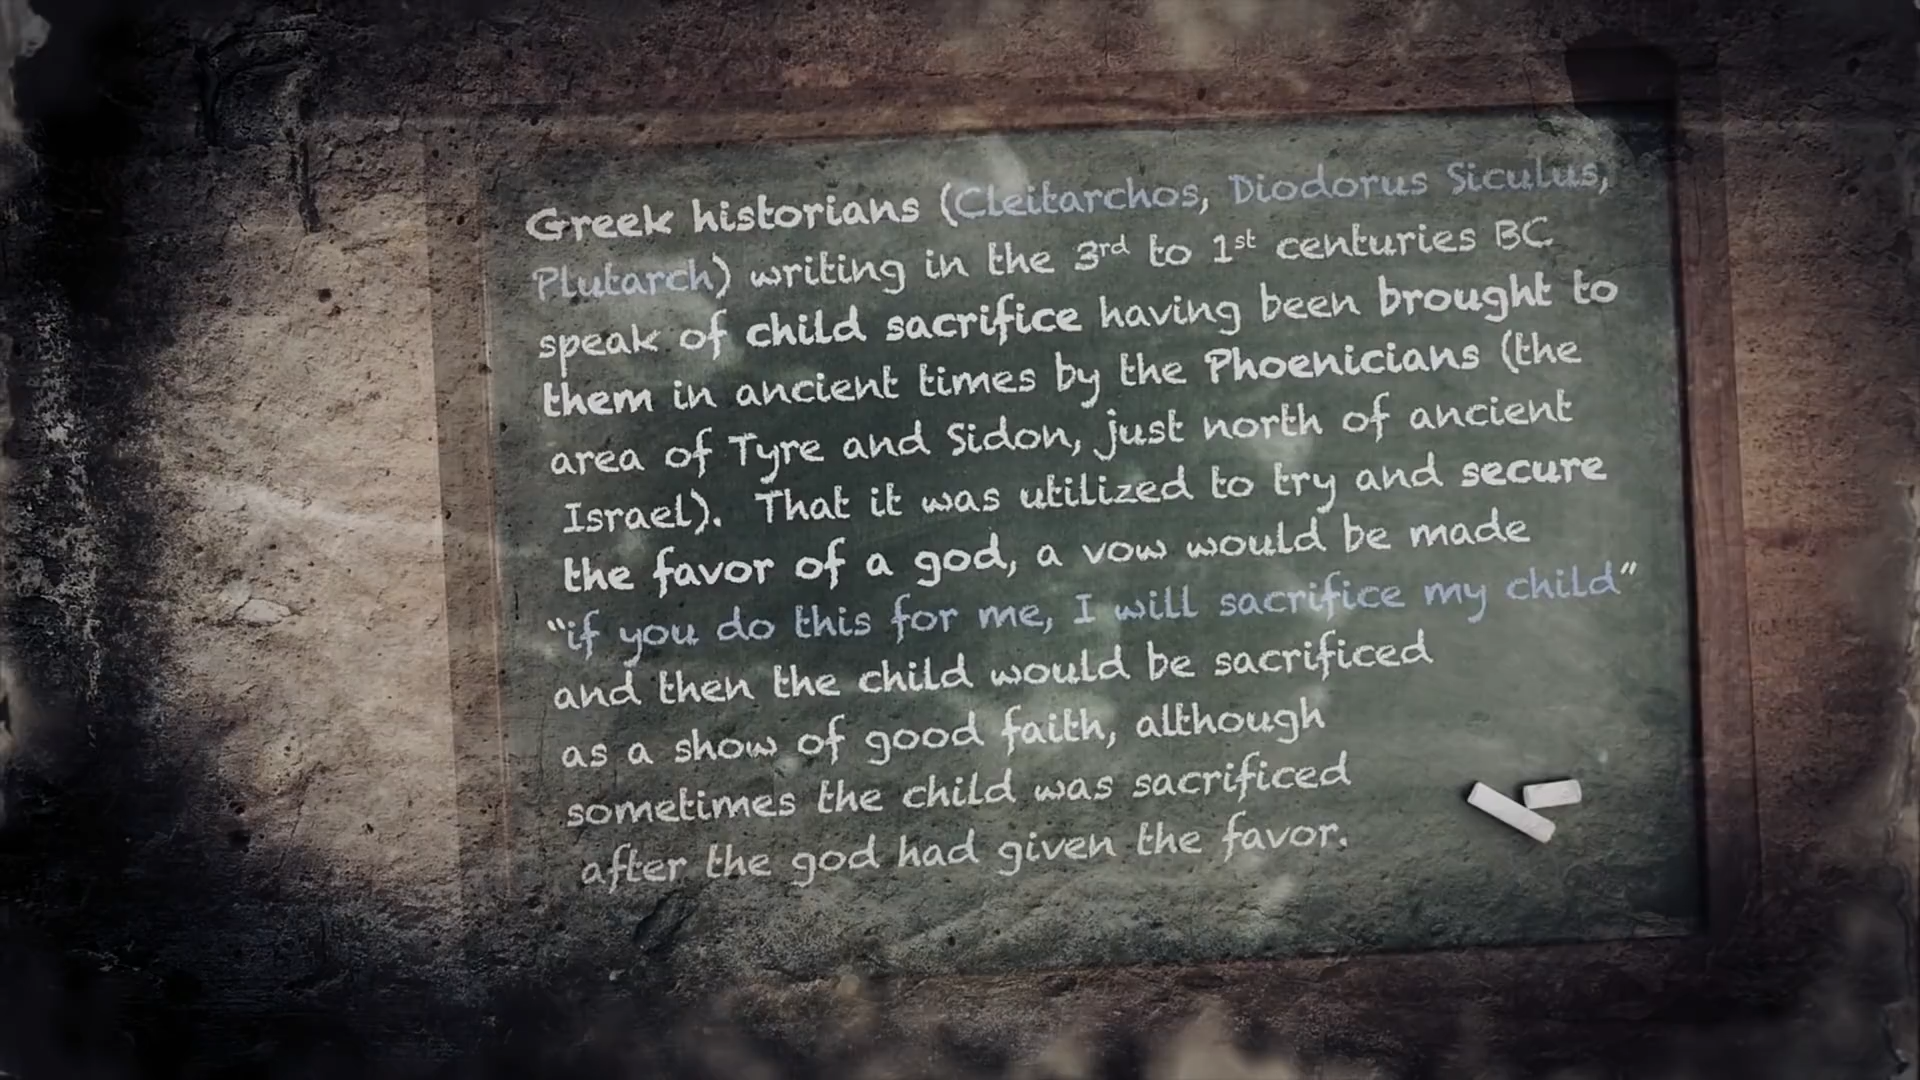 Greek historians (Cleitarchos, Diodorus Siculus,
Plutarch) writing in the 3rd to 1st centuries BC
speak of child sacrifice having been brought to
them in ancient times by the Phoenicians (the
area of Tyre and Sidon, just north of ancient
Israel). That it was utilized to try and secure
the favor of a god, a vow would be made
"if you do this for me, I will sacrifice my child"
and then the child would be sacrificed
as a show of good faith, although
sometimes the child was sacrificed
after the god had given the favor.